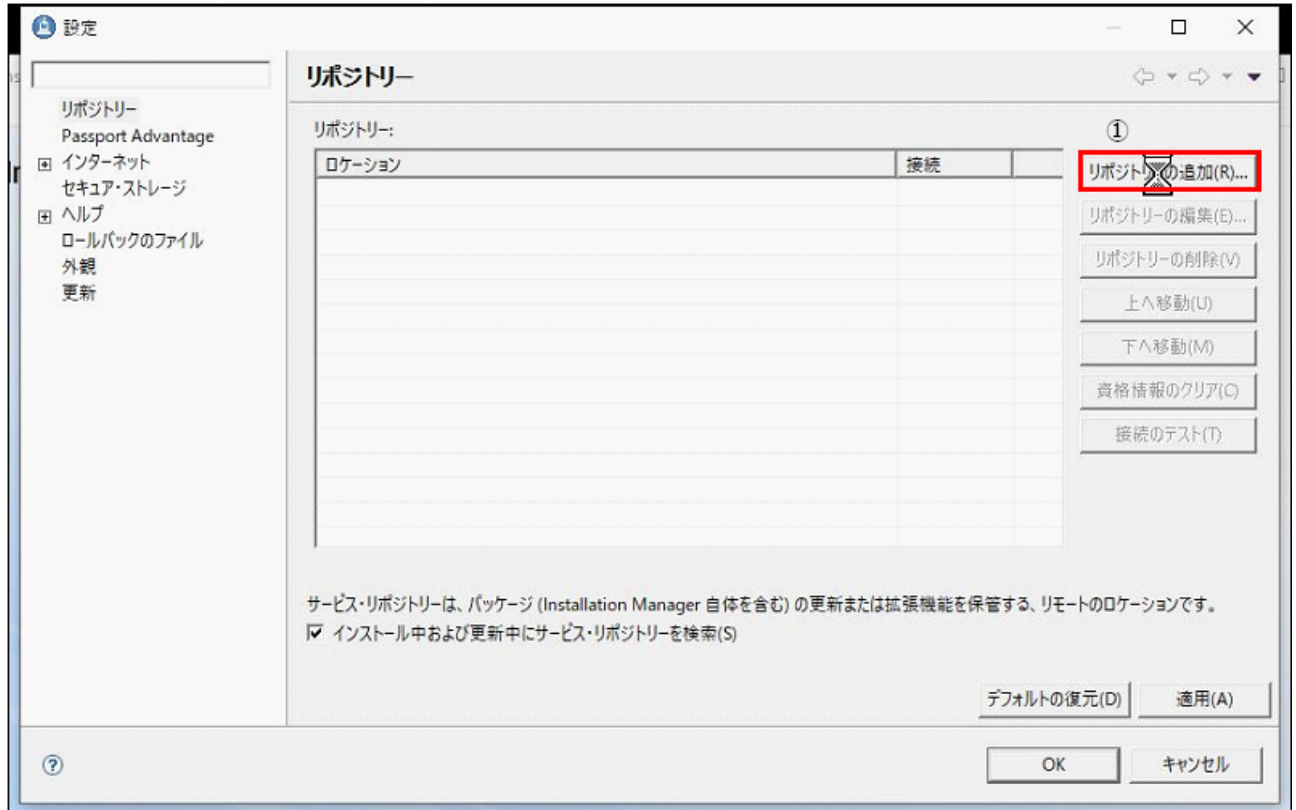 設定
リポジトリー
Passport Advantage
インターネット
セキュア・ストレージ
ヘルプ
ロールバックのファイル
外観
更新
リポジトリー
リポジトリー:
①
ロケーション 接続
リポジトリーの追加(R)...
リポジトリーの編集(E)...
リポジトリーの削除(V)
上へ移動(U)
下へ移動(M)
資格情報のクリア(C)
接続のテスト(T)
サービス・リポジトリーは、パッケージ (Installation Manager 自体を含む) の更新または拡張機能を保管する、リモートのロケーションです。
インストール中および更新中にサービス・リポジトリーを検索(S)
デフォルトの復元(D) 適用(A)
OK キャンセル